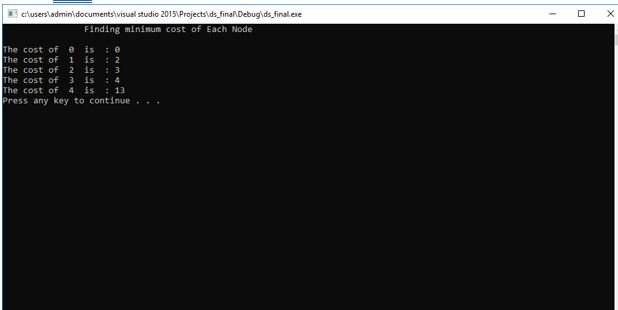 c:\users\admin\documents\visual studio 2015\Projects\ds_final\Debug\ds_final.exe
Finding minimum cost of Each Node
The cost of  0  is  : 0
The cost of  1  is  : 2
The cost of  2  is  : 3
The cost of  3  is  : 4
The cost of  4  is  : 13
Press any key to continue . . .